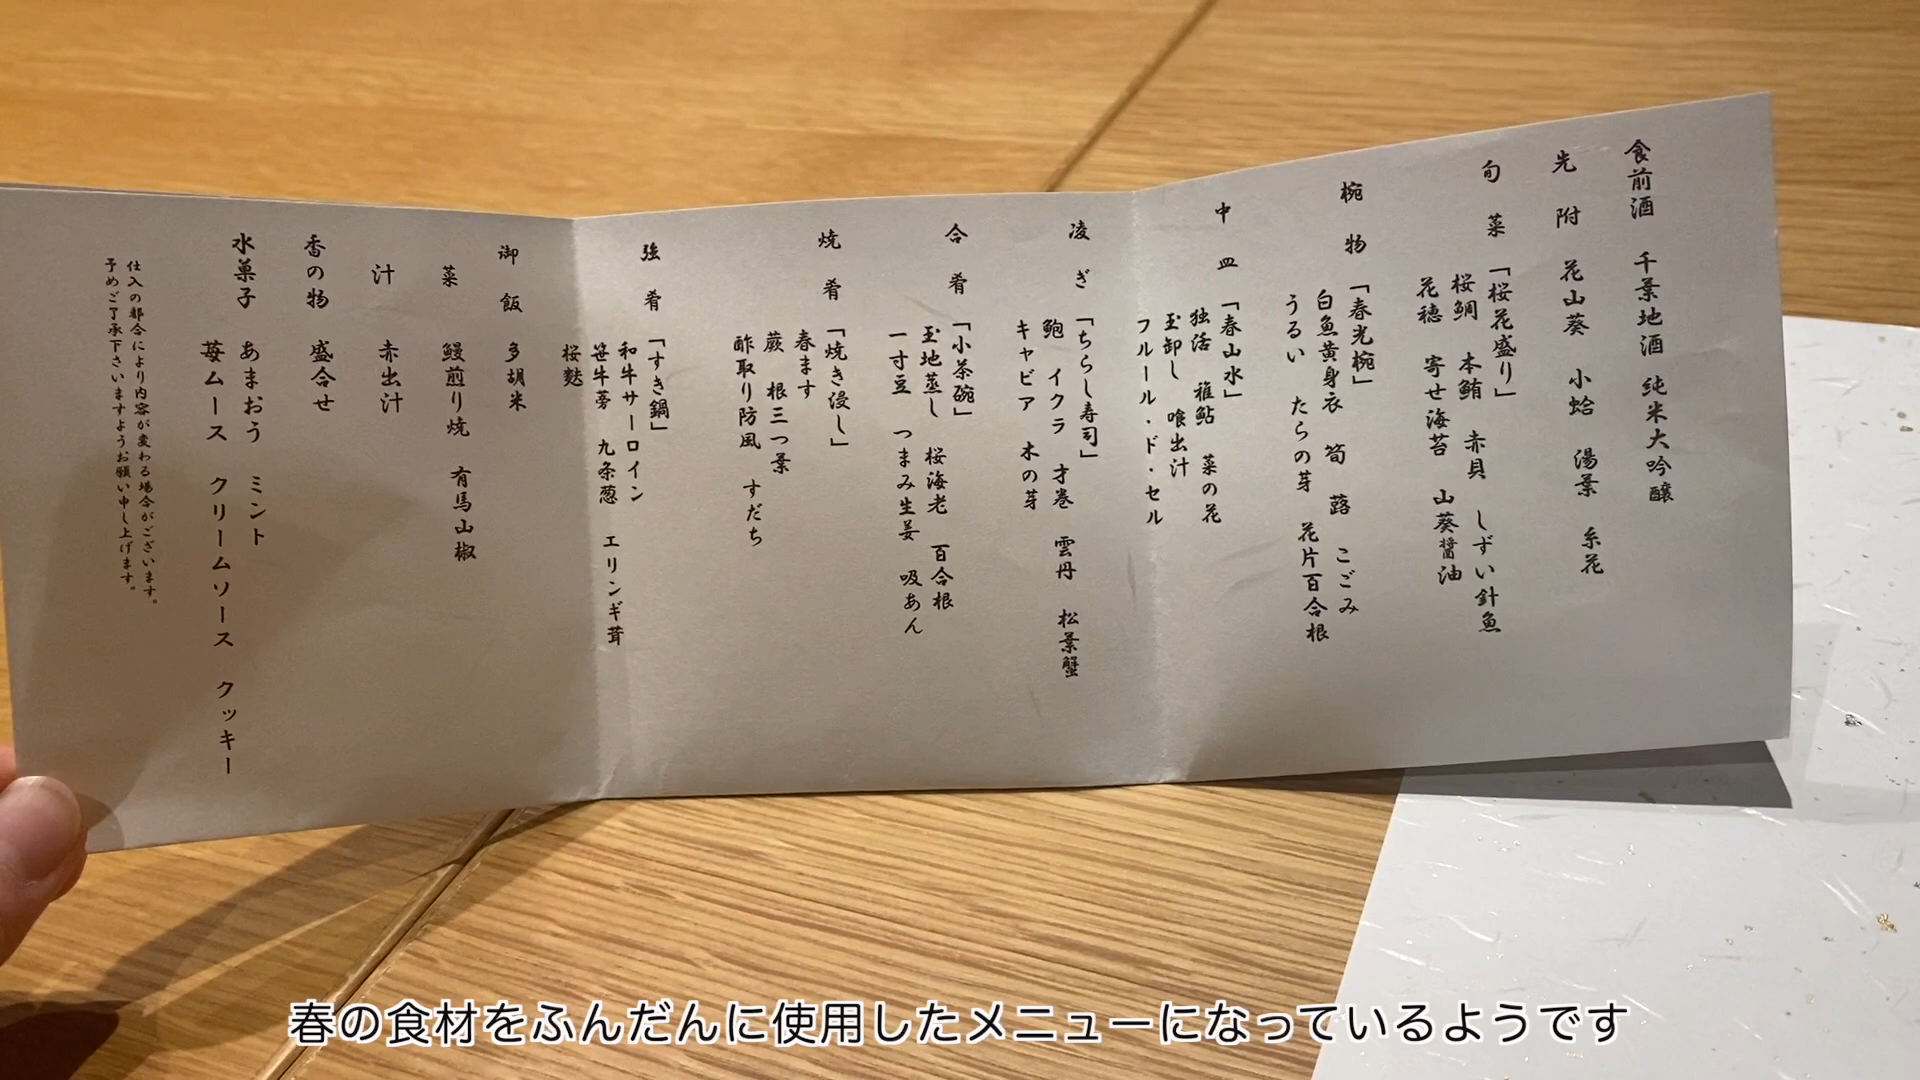 食前酒 千葉地酒 純米大吟醸
先附 花山葵 小蛤 湯葉 糸花
旬菜 「桜花盛り」
桜鯛 本鮪 赤貝 しずい針魚
花穂 寄せ海苔 山葵醤油
椀物 「春光椀」
白魚黄身衣 筍 蕗 こごみ
うるい たらの芽 花片百合根
中皿 「春山水」
独活 稚鮎 菜の花
玉卸し 喰出汁
フルール・ド・セル
凌ぎ 「ちらし寿司」
鮑 イクラ 才巻 雲丹 松葉蟹
キャビア 木の芽
合肴 「小茶碗」
玉地蒸し 桜海老 百合根
一寸豆 つまみ生姜 吸あん
焼肴 「焼き浸し」
春ます
蕨 根三つ葉
酢取り防風 すだち
強肴 「すき鍋」
和牛サーロイン
笹牛蒡 九条葱 エリンギ茸
桜麩
御飯 多胡米
菜 鰻煎り焼 有馬山椒
汁 赤出汁
香の物 盛合せ
水菓子 あまおう ミント
苺ムース クリームソース クッキー
仕入の都合により内容が変わる場合がございます。
予めご了承下さいますようお願い申し上げます。
春の食材をふんだんに使用したメニューになっているようです